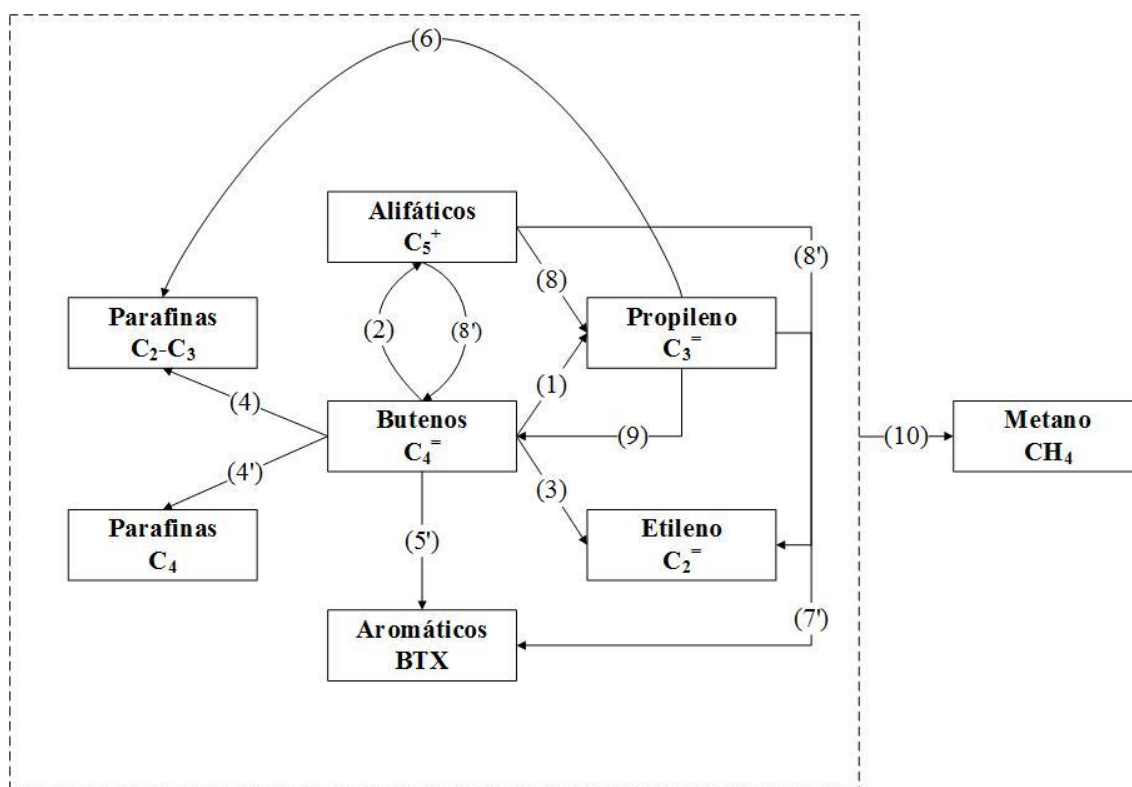 (6)
Alifáticos
C₅⁺
(8')
(8)
(2)
(8')
Parafinas
C₂-C₃
Propileno
C₃⁼
(1)
(4)
Butenos
C₄⁼
(9)
(10)
Metano
CH₄
(4')
(3)
Parafinas
C₄
(5')
Etileno
C₂⁼
(7')
Aromáticos
BTX